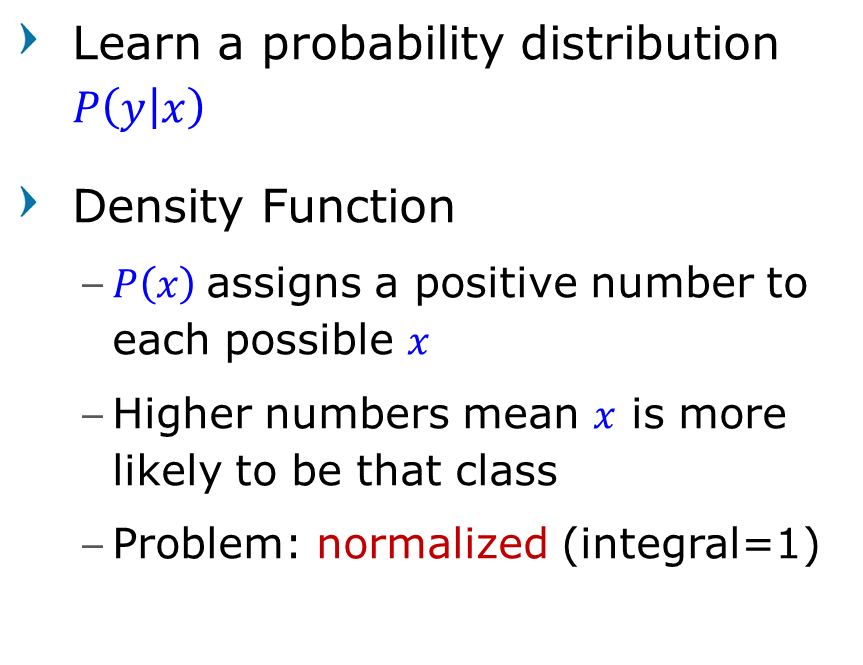 › Learn a probability distribution
𝑃(𝑦|𝑥)
› Density Function
– 𝑃(𝑥) assigns a positive number to
each possible 𝑥
– Higher numbers mean 𝑥 is more
likely to be that class
– Problem: normalized (integral=1)